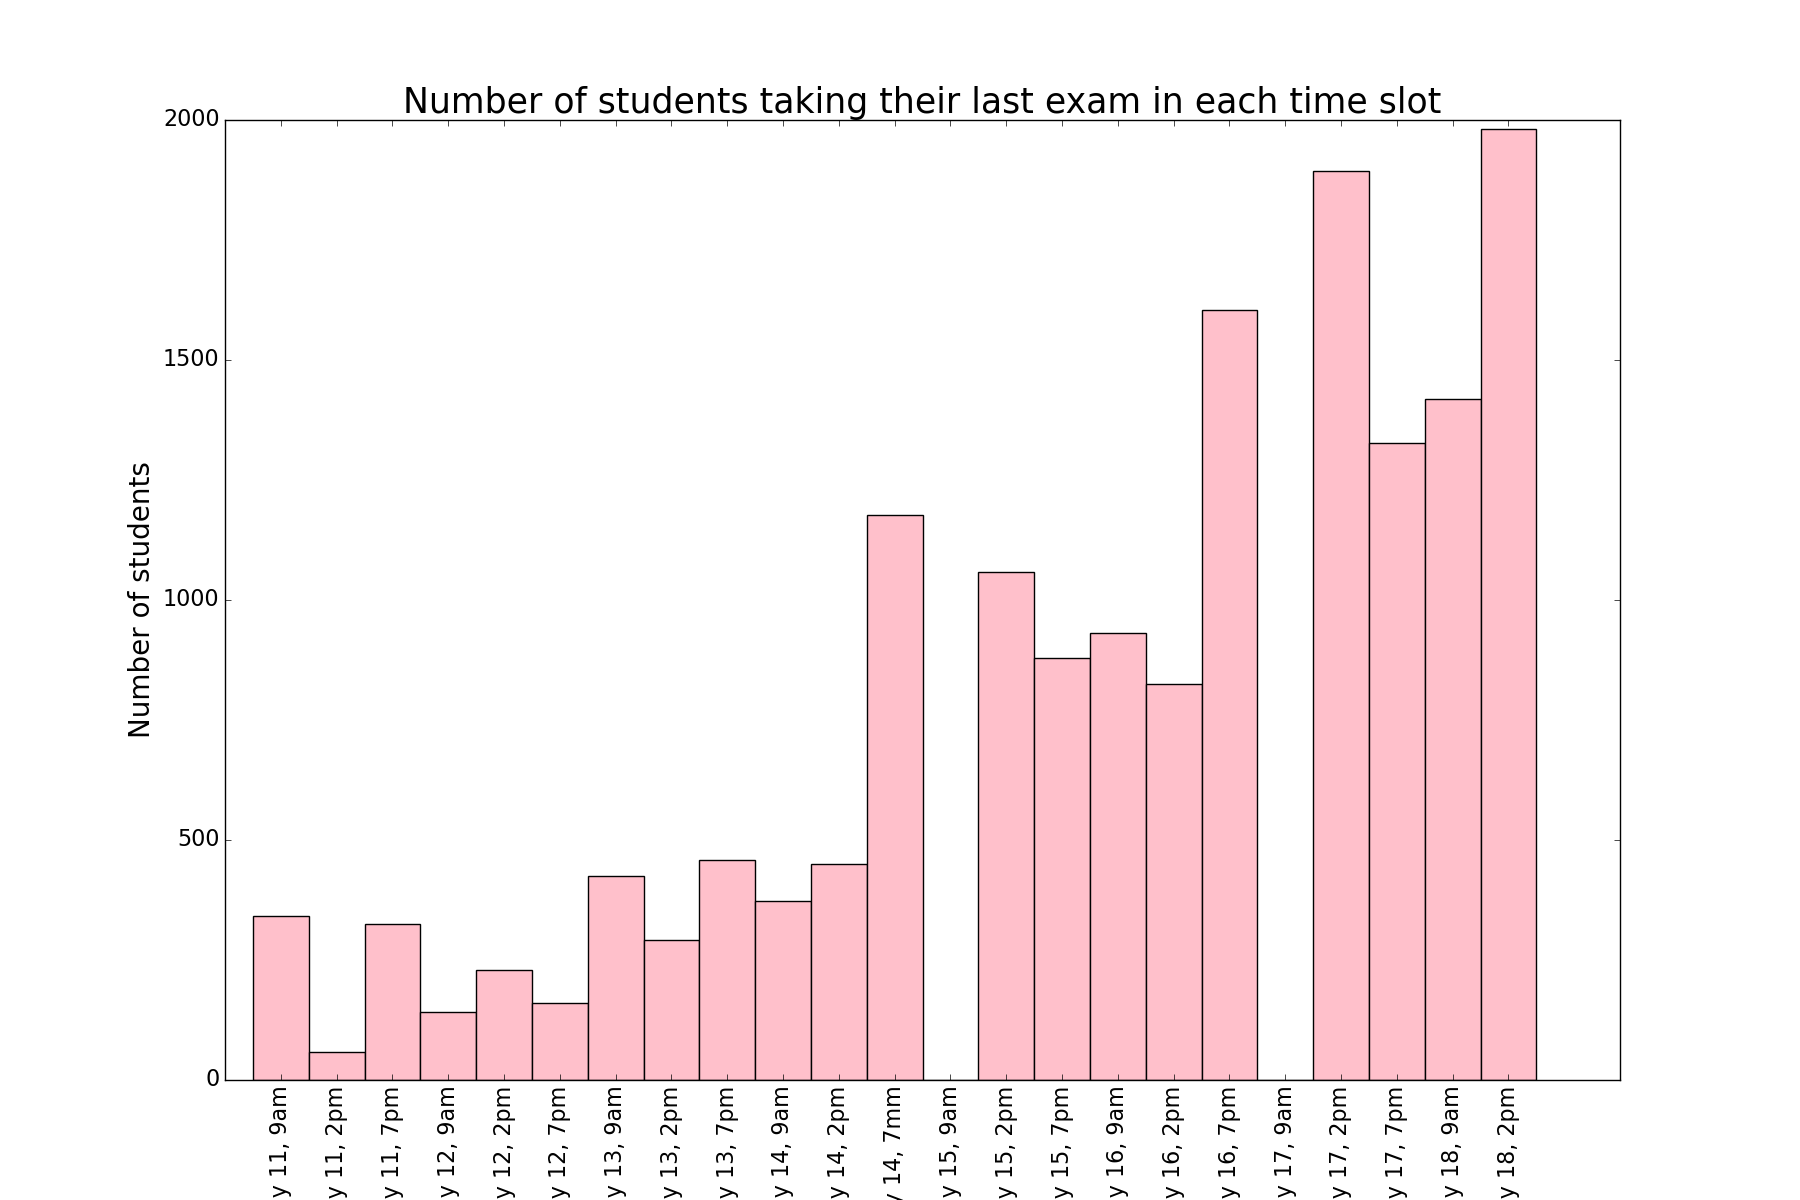 Number of students taking their last exam in each time slot
Number of students
2000
1500
1000
500
0
y 11, 9am
y 11, 2pm
y 11, 7pm
y 12, 9am
y 12, 2pm
y 12, 7pm
y 13, 9am
y 13, 2pm
y 13, 7pm
y 14, 9am
y 14, 2pm
y 14, 7mm
y 15, 9am
y 15, 2pm
y 15, 7pm
y 16, 9am
y 16, 2pm
y 16, 7pm
y 17, 9am
y 17, 2pm
y 17, 7pm
y 18, 9am
y 18, 2pm